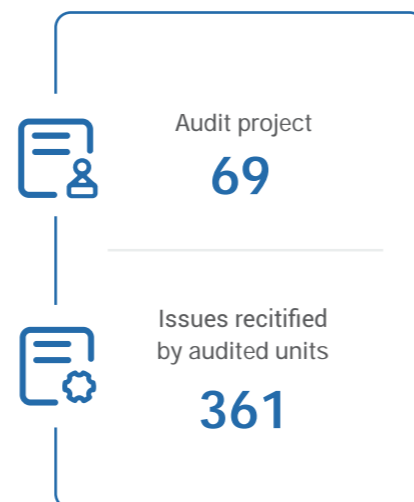 Audit project
69
Issues recitified
by audited units
361